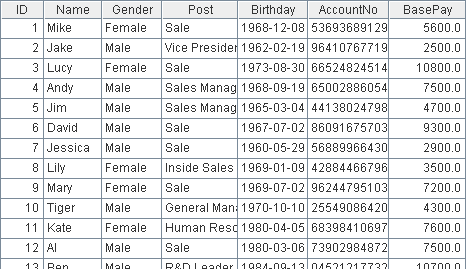 ID Name Gender Post Birthday AccountNo BasePay
1 Mike Female Sale 1968-12-08 53693689129 5600.0
2 Jake Male Vice Presider 1962-02-19 96410767719 2500.0
3 Lucy Female Sale 1973-08-30 66524824514 10800.0
4 Andy Male Sales Manag 1968-09-19 65002886054 7500.0
5 Jim Male Sales Manag 1965-03-04 44138024798 4700.0
6 David Male Sale 1967-07-02 86091675703 9300.0
7 Jessica Male Sale 1960-05-29 56889966430 2900.0
8 Lily Female Inside Sales 1969-01-09 42884466796 3500.0
9 Mary Female Sale 1969-07-02 96244795103 7200.0
10 Tiger Male General Man 1970-10-10 25549086420 4300.0
11 Kate Female Human Resc 1980-04-05 68398410697 7600.0
12 Al Male Sale 1980-03-06 73902984872 7500.0
13 Ben Male R&D Leader 1984-09-13 04521217732 10700.0